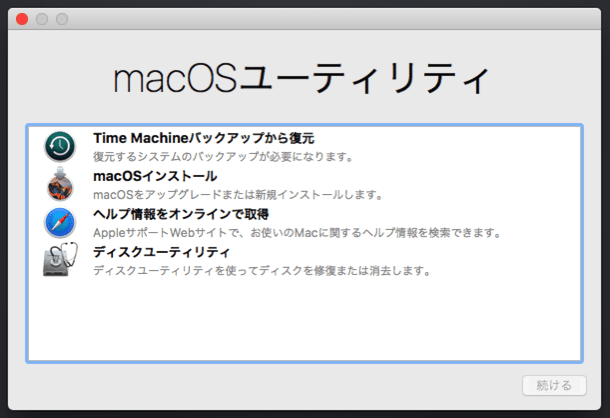 macOSユーティリティ
Time Machineバックアップから復元
復元するシステムのバックアップが必要になります。
macOSインストール
macOSをアップグレードまたは新規インストールします。
ヘルプ情報をオンラインで取得
AppleサポートWebサイトで、お使いのMacに関するヘルプ情報を検索できます。
ディスクユーティリティ
ディスクユーティリティを使ってディスクを修復または消去します。
続ける